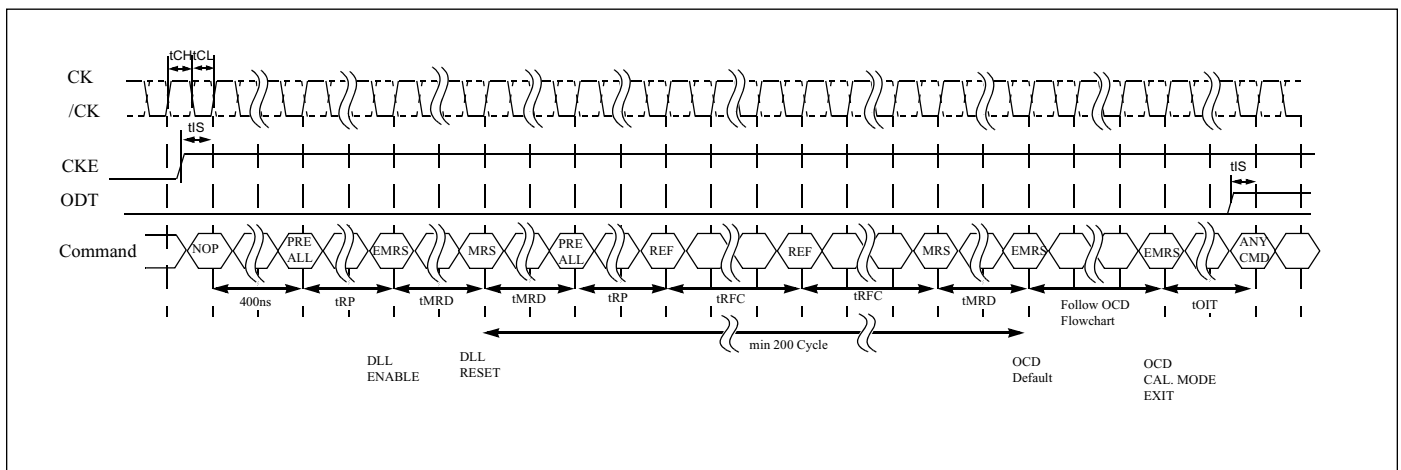 tCH tCL
CK
/CK
tIS
CKE
tIS
ODT
Command
NOP
PRE
ALL
EMRS
MRS
PRE
ALL
REF
REF
MRS
EMRS
EMRS
ANY
CMD
400ns
tRP
tMRD
tMRD
tRP
tRFC
tRFC
tMRD
Follow OCD
Flowchart
tOIT
min 200 Cycle
DLL
ENABLE
DLL
RESET
OCD
Default
OCD
CAL. MODE
EXIT